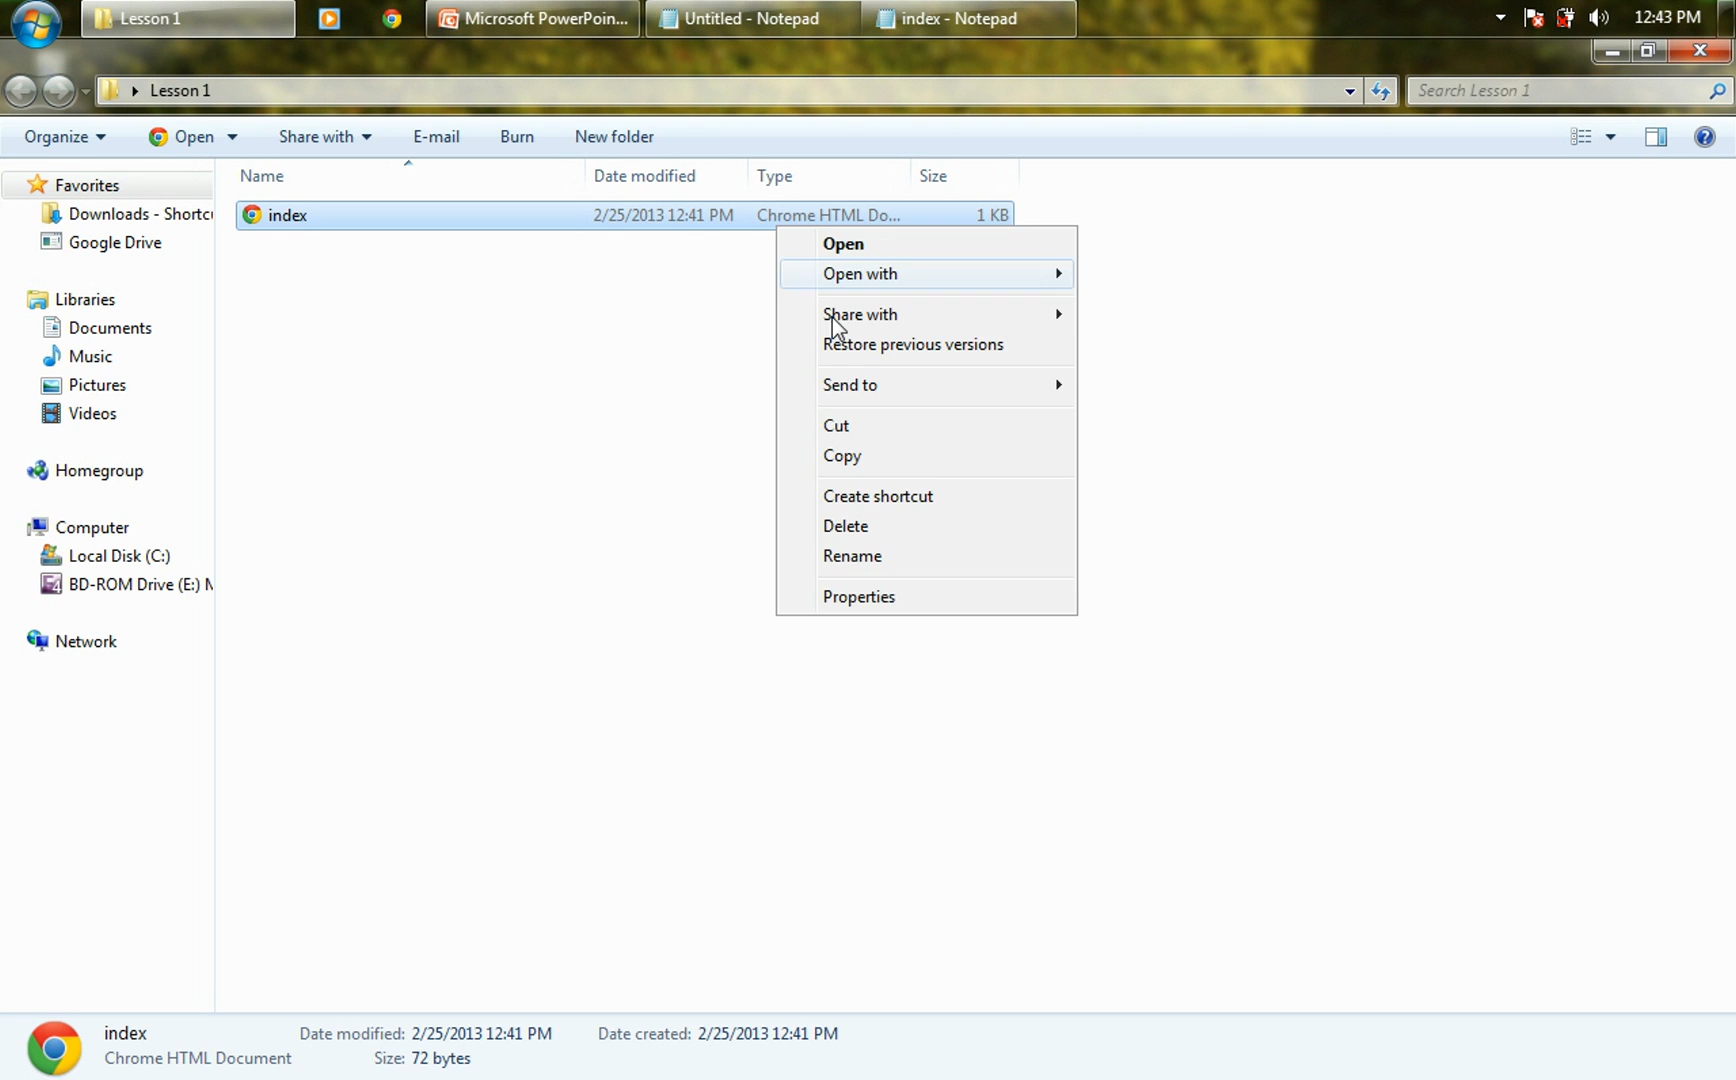 Lesson 1
Microsoft PowerPoin...
Untitled - Notepad
index - Notepad
12:43 PM
Lesson 1
Search Lesson 1
Organize
Open
Share with
E-mail
Burn
New folder
Name
Date modified
Type
Size
Favorites
Downloads - Shortcu
Google Drive
Libraries
Documents
Music
Pictures
Videos
Homegroup
Computer
Local Disk (C:)
BD-ROM Drive (E:) M
Network
index 2/25/2013 12:41 PM Chrome HTML Do... 1 KB
Open
Open with
Share with
Restore previous versions
Send to
Cut
Copy
Create shortcut
Delete
Rename
Properties
index Date modified: 2/25/2013 12:41 PM Date created: 2/25/2013 12:41 PM
Chrome HTML Document Size: 72 bytes